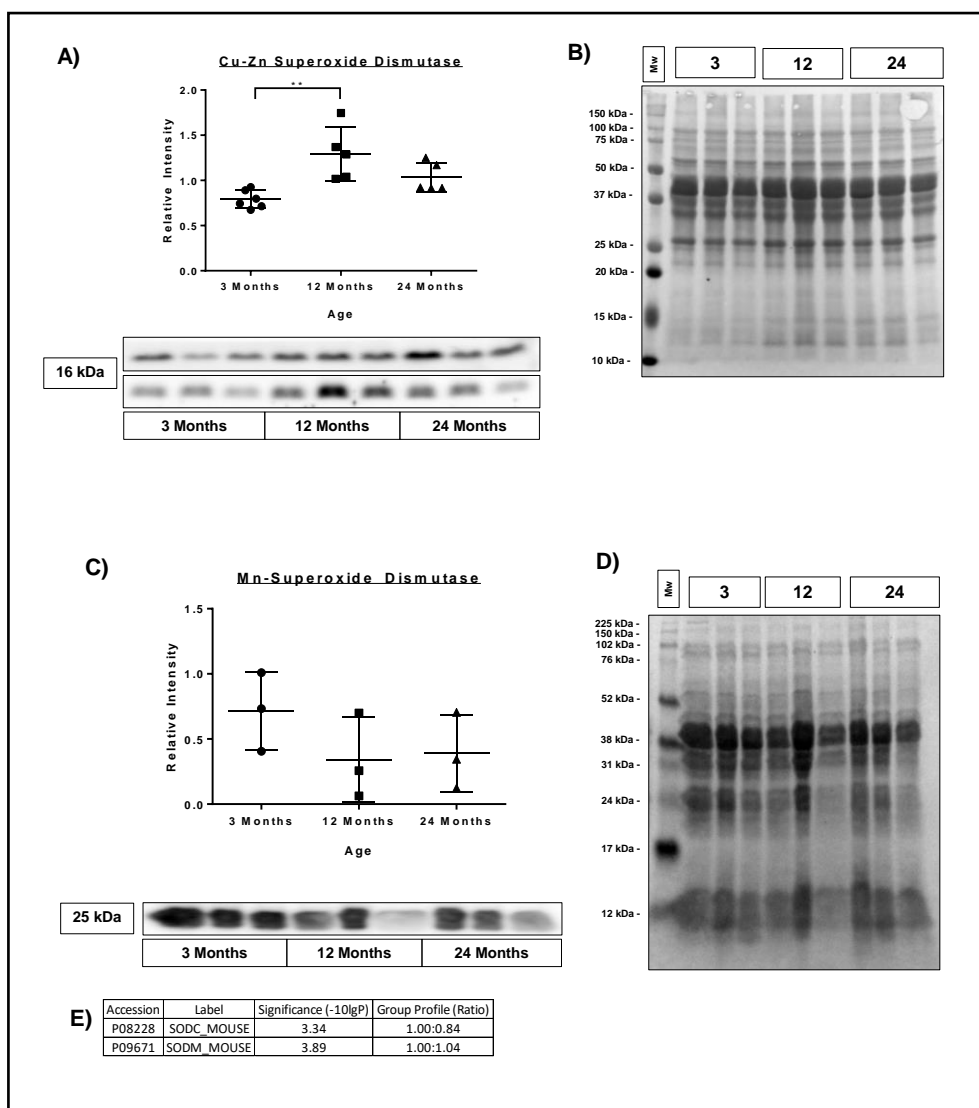 A)
Cu-Zn Superoxide Dismutase
**
2.0
1.5
1.0
0.5
0.0
Relative Intensity
3 Months 12 Months 24 Months
Age
16 kDa
3 Months 12 Months 24 Months
B)
Mw 3 12 24
150 kDa -
100 kDa -
75 kDa -
50 kDa -
37 kDa -
25 kDa -
20 kDa -
15 kDa -
10 kDa -
C)
Mn-Superoxide Dismutase
1.5
1.0
0.5
0.0
Relative Intensity
3 Months 12 Months 24 Months
Age
25 kDa
3 Months 12 Months 24 Months
D)
Mw 3 12 24
225 kDa -
150 kDa -
102 kDa -
76 kDa -
52 kDa -
38 kDa -
31 kDa -
24 kDa -
17 kDa -
12 kDa -
E)
Accession Label Significance (-10lgP) Group Profile (Ratio)
P08228 SODC_MOUSE 3.34 1.00:0.84
P09671 SODM_MOUSE 3.89 1.00:1.04